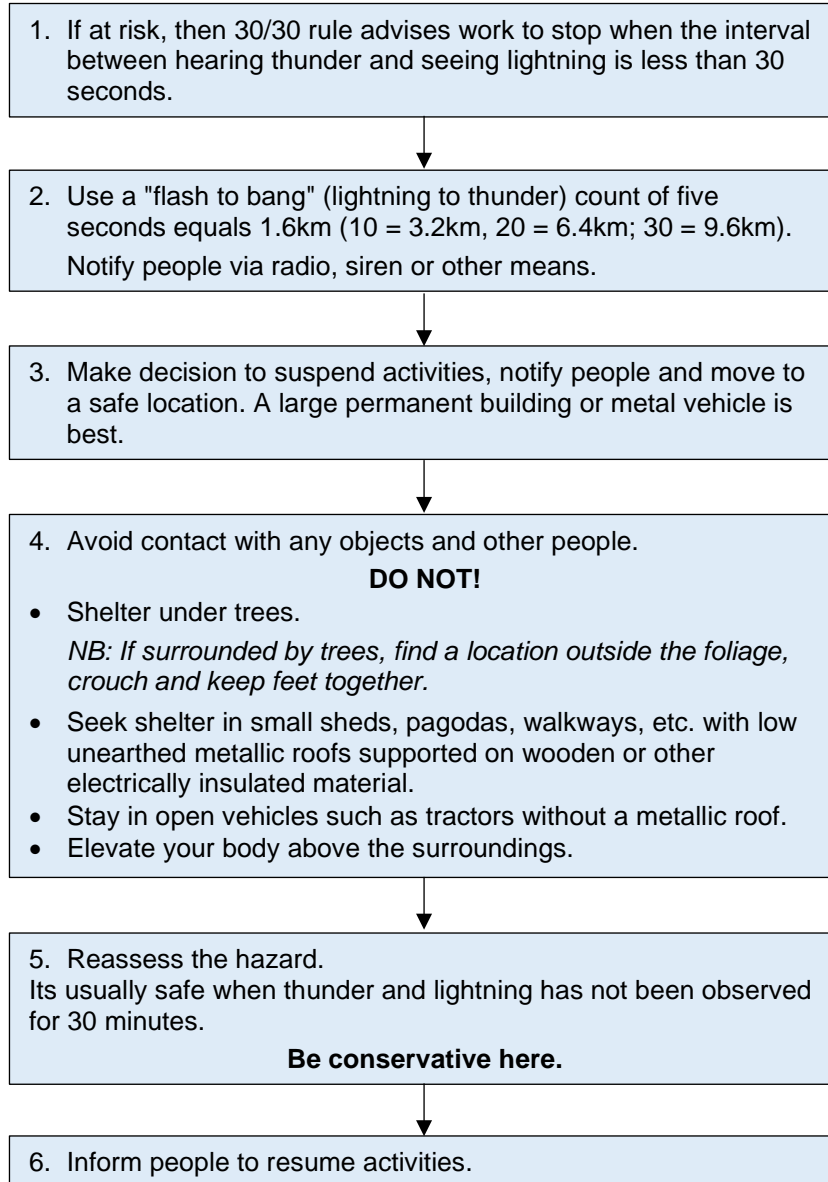 1. If at risk, then 30/30 rule advises work to stop when the interval
between hearing thunder and seeing lightning is less than 30
seconds.
2. Use a "flash to bang" (lightning to thunder) count of five
seconds equals 1.6km (10 = 3.2km, 20 = 6.4km; 30 = 9.6km).
Notify people via radio, siren or other means.
3. Make decision to suspend activities, notify people and move to
a safe location. A large permanent building or metal vehicle is
best.
4. Avoid contact with any objects and other people.
DO NOT!
• Shelter under trees.
NB: If surrounded by trees, find a location outside the foliage,
crouch and keep feet together.
• Seek shelter in small sheds, pagodas, walkways, etc. with low
unearthed metallic roofs supported on wooden or other
electrically insulated material.
• Stay in open vehicles such as tractors without a metallic roof.
• Elevate your body above the surroundings.
5. Reassess the hazard.
Its usually safe when thunder and lightning has not been observed
for 30 minutes.
Be conservative here.
6. Inform people to resume activities.